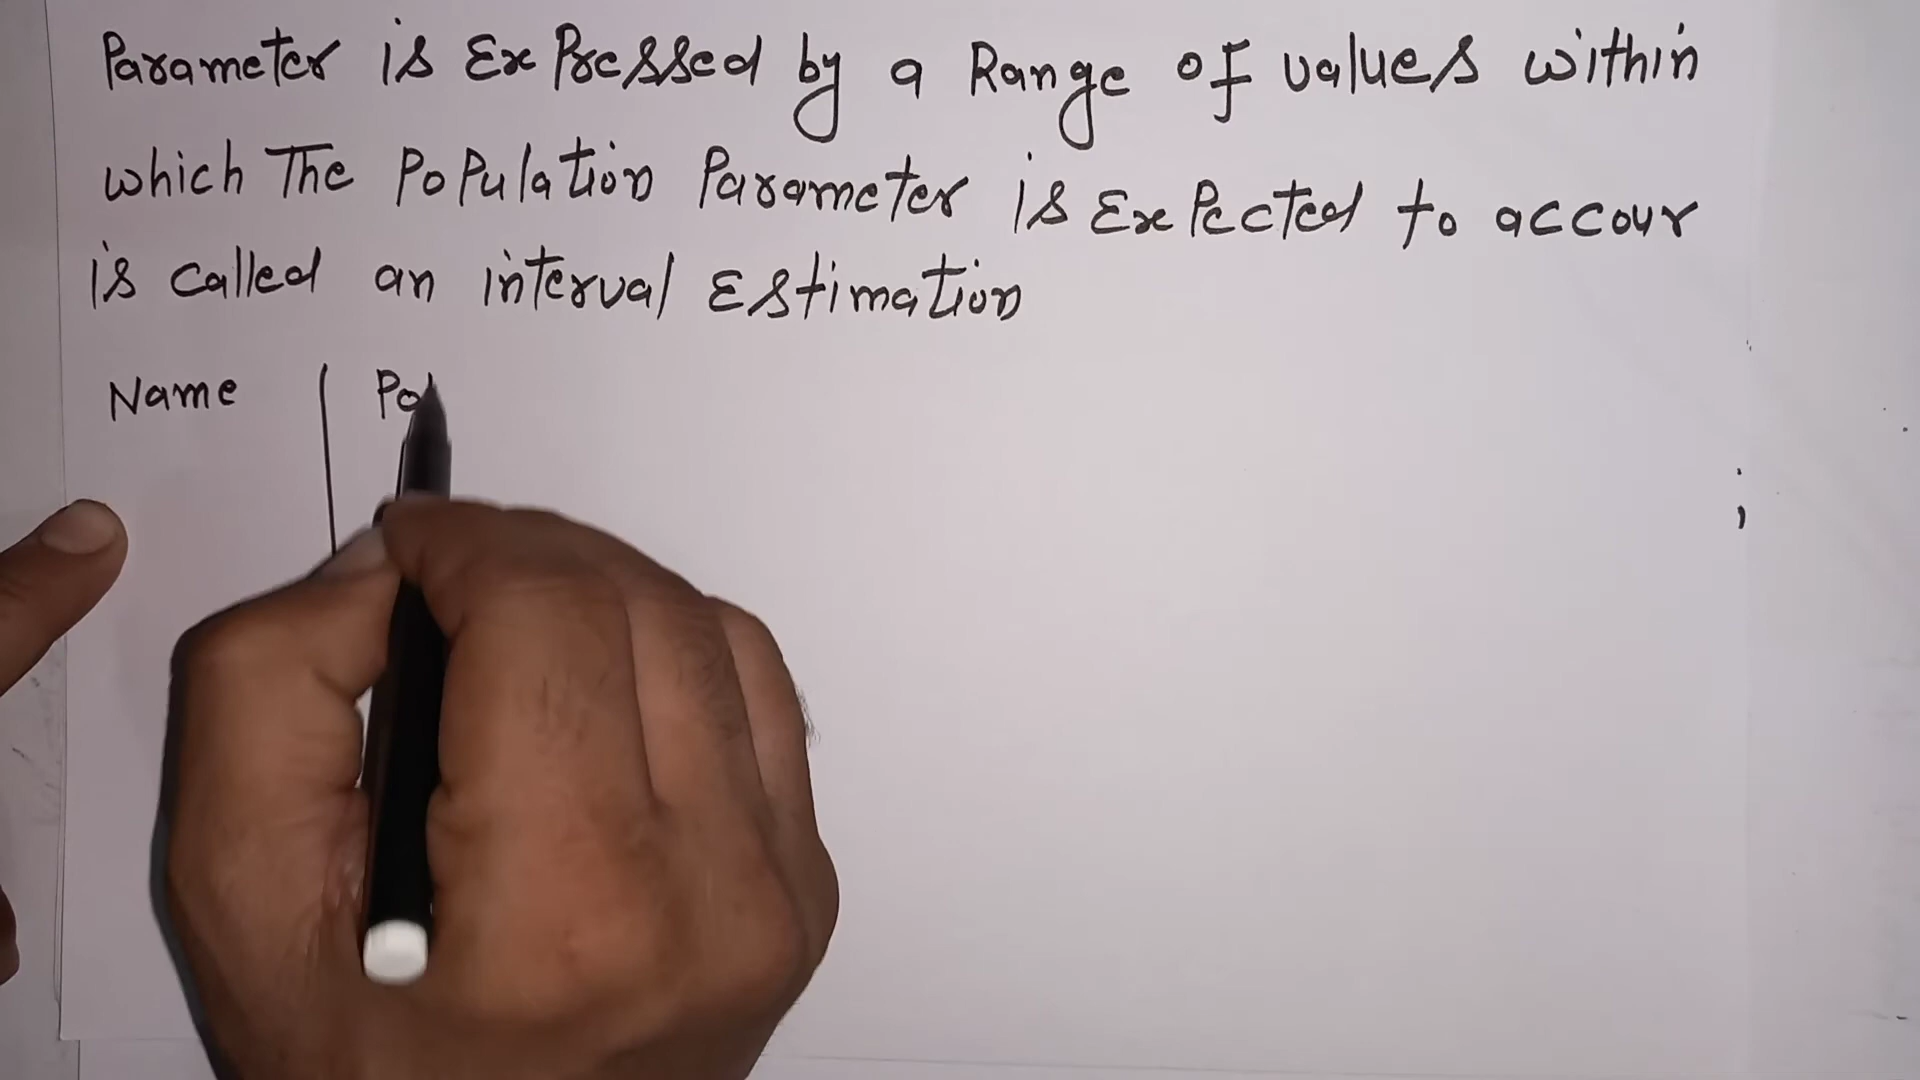 Parameter is Expressed by a Range of values within
which The Population Parameter is Expected to accour
is called an interval Estimation
Name Po